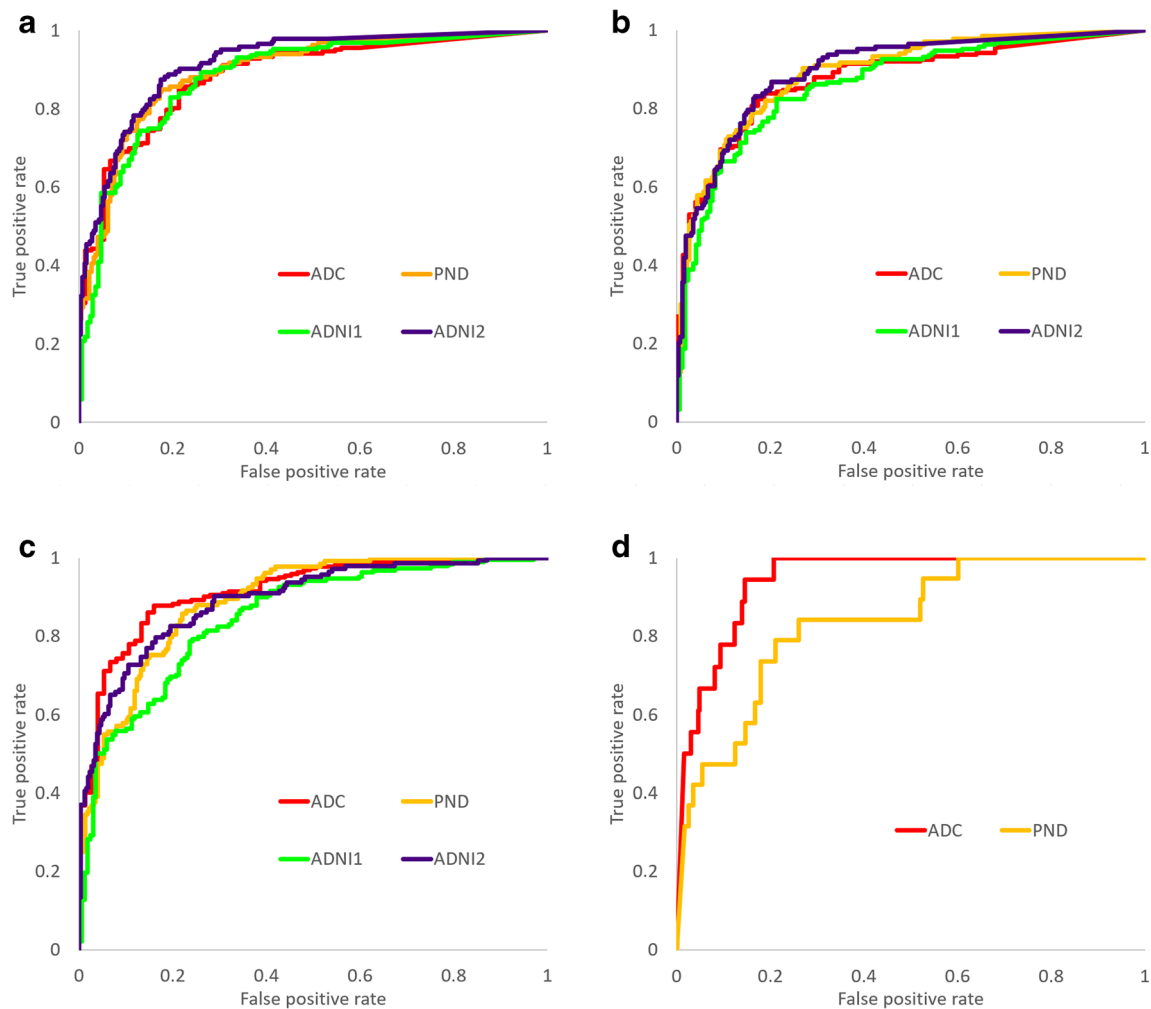 a
1
0.8
0.6
0.4
0.2
0
True positive rate
ADC PND
ADNI1 ADNI2
0 0.2 0.4 0.6 0.8 1
False positive rate
b
1
0.8
0.6
0.4
0.2
0
True positive rate
ADC PND
ADNI1 ADNI2
0 0.2 0.4 0.6 0.8 1
False positive rate
c
1
0.8
0.6
0.4
0.2
0
True positive rate
ADC PND
ADNI1 ADNI2
0 0.2 0.4 0.6 0.8 1
False positive rate
d
1
0.8
0.6
0.4
0.2
0
True positive rate
ADC PND
0 0.2 0.4 0.6 0.8 1
False positive rate